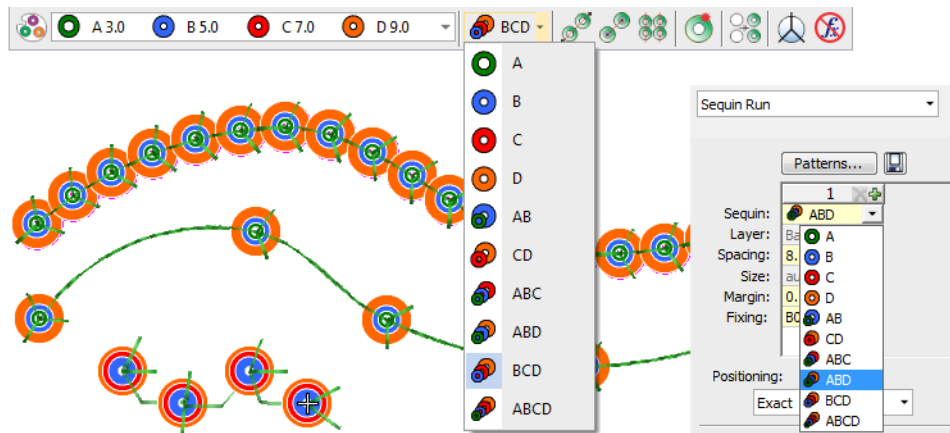 A 3.0 B 5.0 C 7.0 D 9.0 BCD
A
B
C
D
AB
CD
ABC
ABD
BCD
ABCD
Sequin Run
Patterns...
1
Sequin: ABD
Layer: Ba
Spacing: 8.
Size: au
Margin: 0.
Fixing:
A
B
C
D
AB
CD
ABC
ABD
BCD
ABCD
Positioning:
Exact